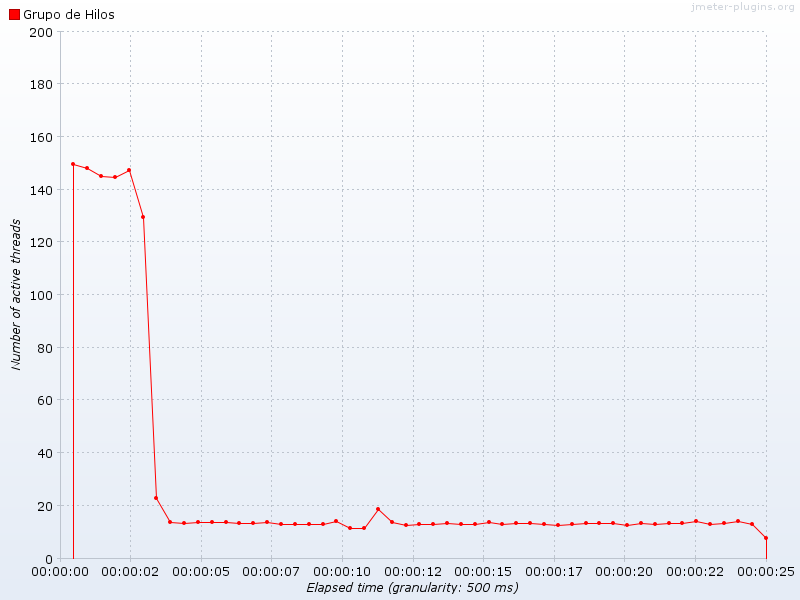 jmeter-plugins.org
Grupo de Hilos
200
180
160
140
120
100
80
60
40
20
0
Number of active threads
00:00:00 00:00:02 00:00:05 00:00:07 00:00:10 00:00:12 00:00:15 00:00:17 00:00:20 00:00:22 00:00:25
Elapsed time (granularity: 500 ms)